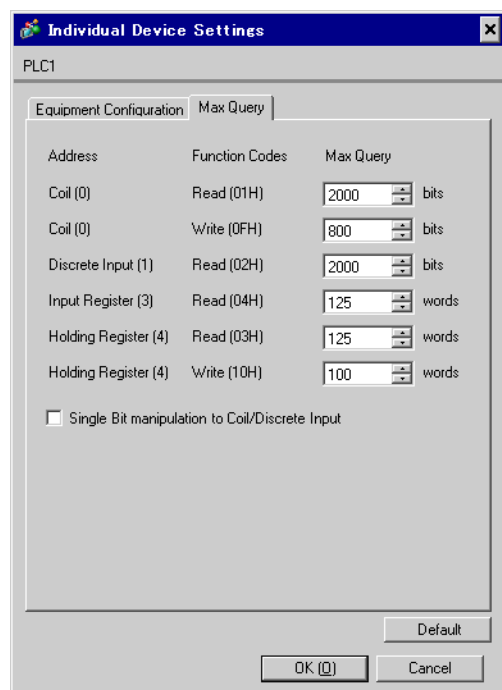 Individual Device Settings
PLC1
Equipment Configuration Max Query
Address Function Codes Max Query
Coil (0) Read (01H) 2000 bits
Coil (0) Write (0FH) 800 bits
Discrete Input (1) Read (02H) 2000 bits
Input Register (3) Read (04H) 125 words
Holding Register (4) Read (03H) 125 words
Holding Register (4) Write (10H) 100 words
Single Bit manipulation to Coil/Discrete Input
Default
OK (O) Cancel